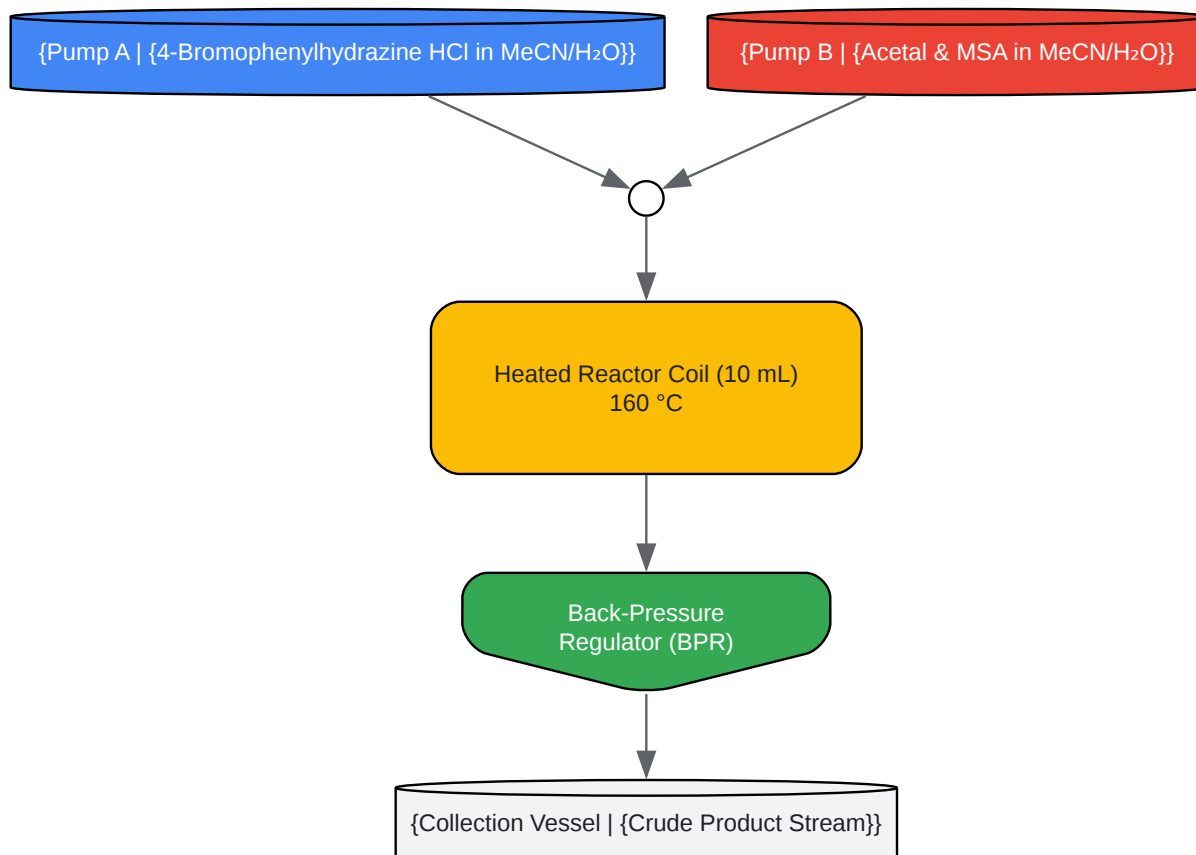 {Pump A | {4-Bromophenylhydrazine HCl in MeCN/H₂O}}
{Pump B | {Acetal & MSA in MeCN/H₂O}}
Heated Reactor Coil (10 mL)
160 °C
Back-Pressure
Regulator (BPR)
{Collection Vessel | {Crude Product Stream}}